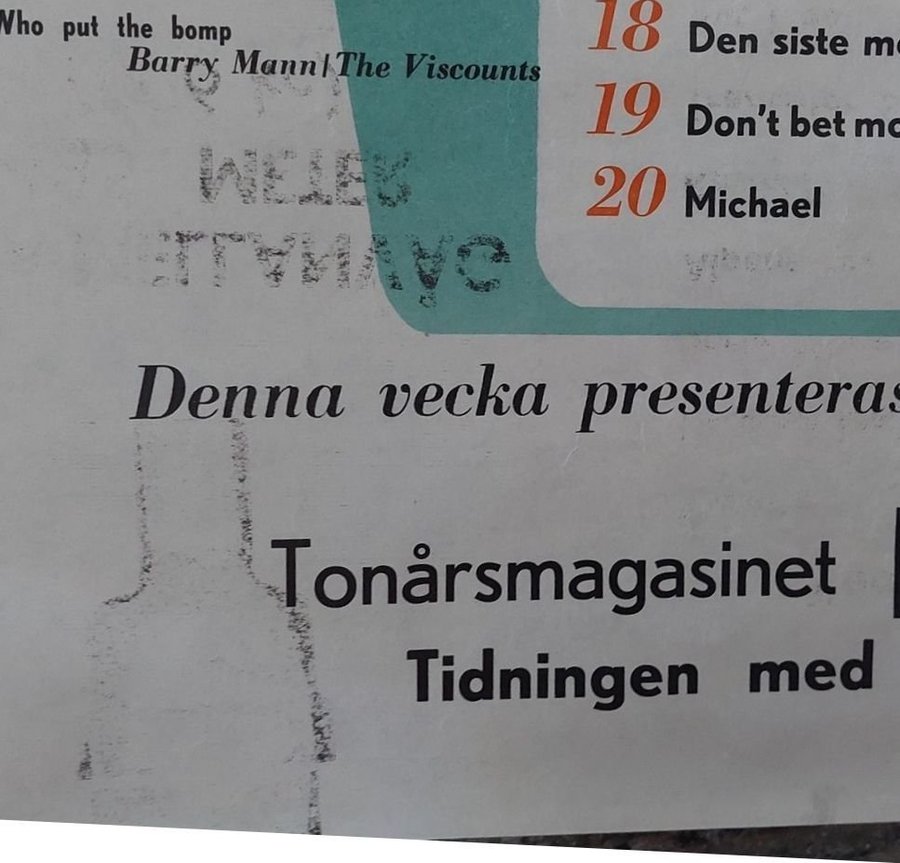 Who put the bomp
Barry Mann/The Viscounts
18 Den siste
19 Don't bet
20 Michael
Denna vecka presenteras
Tonårsmagasinet
Tidningen med